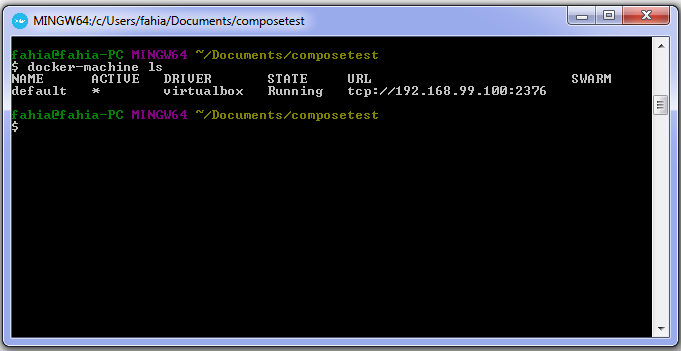 MINGW64:/c/Users/fahia/Documents/composetest
fahia@fahia-PC MINGW64 ~/Documents/composetest
$ docker-machine ls
NAME      ACTIVE   DRIVER       STATE     URL                         SWARM
default   *        virtualbox   Running   tcp://192.168.99.100:2376
fahia@fahia-PC MINGW64 ~/Documents/composetest
$